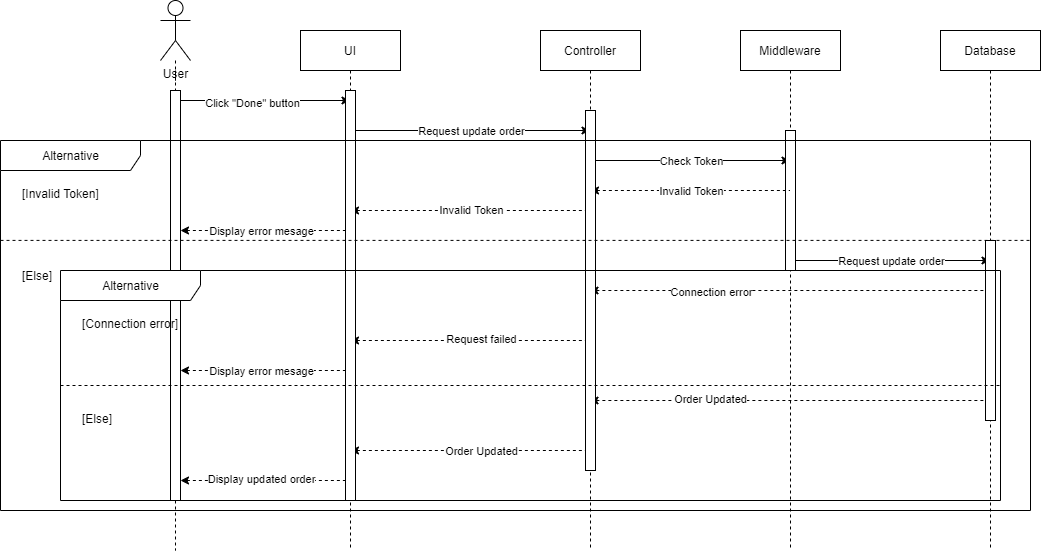 User
UI
Controller
Middleware
Database
Click "Done" button
Request update order
Alternative
Check Token
[Invalid Token]
Invalid Token
Invalid Token
Display error mesage
Request update order
[Else]
Alternative
Connection error
[Connection error]
Request failed
Display error mesage
Order Updated
[Else]
Order Updated
Display updated order